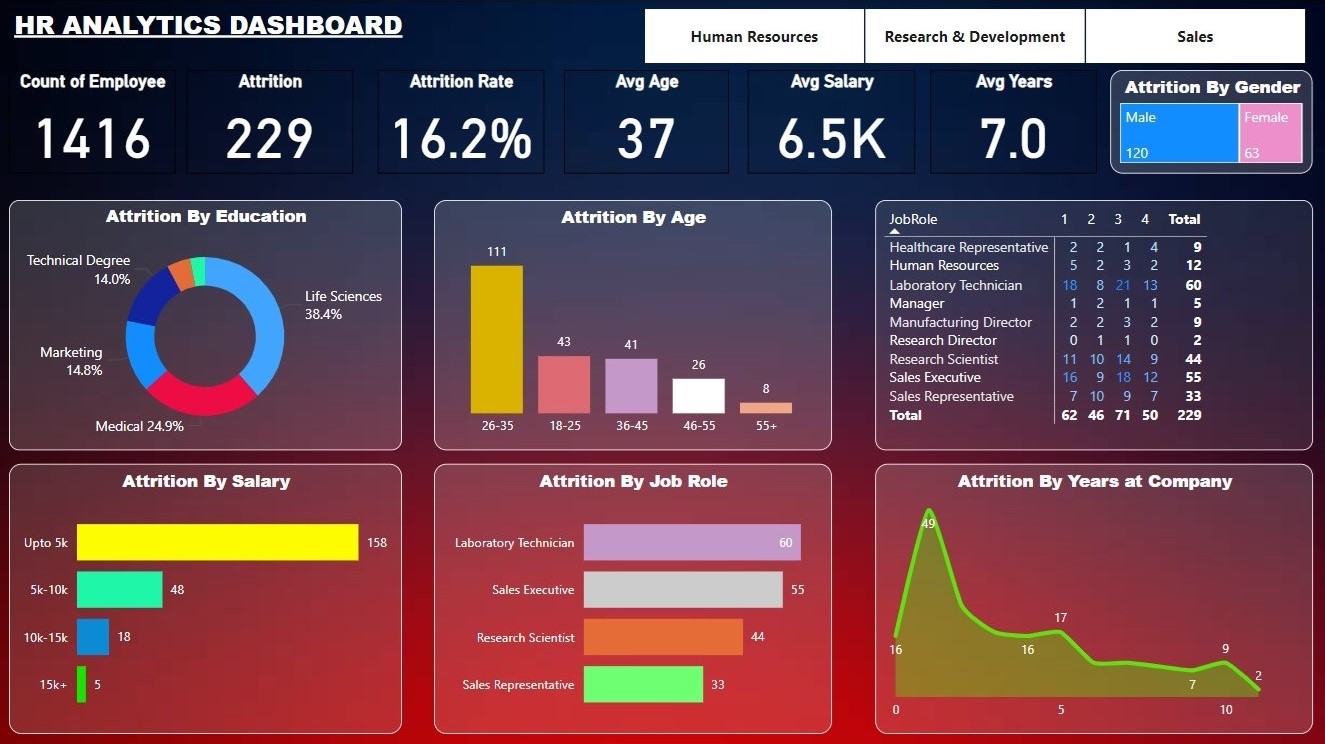 HR ANALYTICS DASHBOARD
Human Resources
Research & Development
Sales
Count of Employee
1416
Attrition
229
Attrition Rate
16.2%
Avg Age
37
Avg Salary
6.5K
Avg Years
7.0
Attrition By Gender
Male
120
Female
63
Attrition By Education
Technical Degree
14.0%
Life Sciences
38.4%
Marketing
14.8%
Medical 24.9%
Attrition By Age
111
43
41
26
8
26-35 18-25 36-45 46-55 55+
JobRole 1 2 3 4 Total
Healthcare Representative 2 2 1 4 9
Human Resources 5 2 3 2 12
Laboratory Technician 18 8 21 13 60
Manager 1 2 1 1 5
Manufacturing Director 2 2 3 2 9
Research Director 0 1 1 0 2
Research Scientist 11 10 14 9 44
Sales Executive 16 9 18 12 55
Sales Representative 7 10 9 7 33
Total 62 46 71 50 229
Attrition By Salary
Upto 5k 158
5k-10k 48
10k-15k 18
15k+ 5
Attrition By Job Role
Laboratory Technician 60
Sales Executive 55
Research Scientist 44
Sales Representative 33
Attrition By Years at Company
49
17
16 16 9
7 2
0 5 10